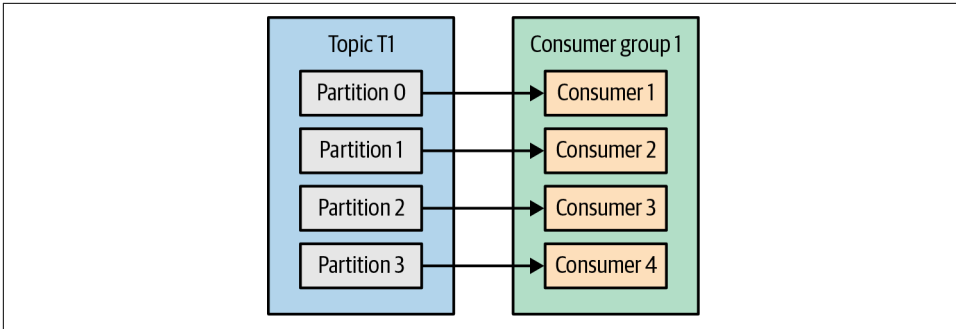 Topic T1
Consumer group 1
Partition 0
Consumer 1
Partition 1
Consumer 2
Partition 2
Consumer 3
Partition 3
Consumer 4